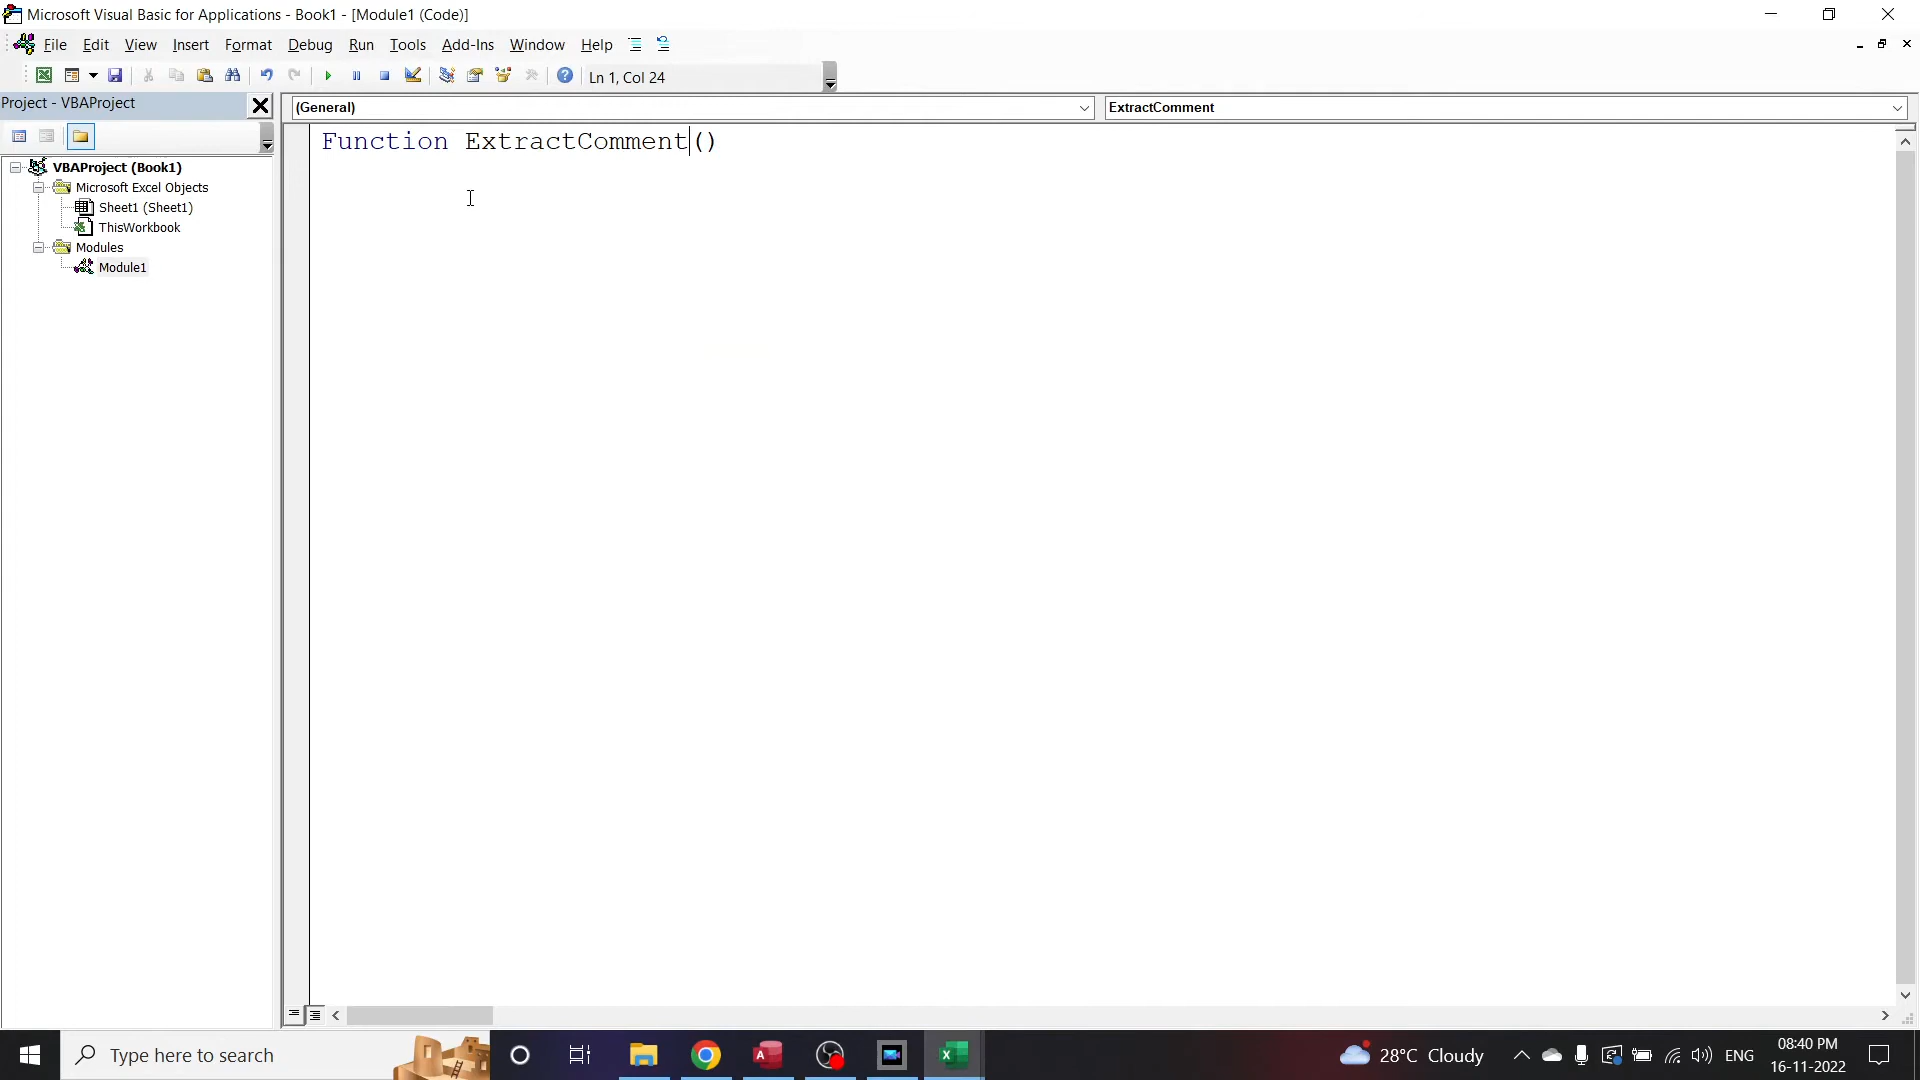 Microsoft Visual Basic for Applications - Book1 - [Module1 (Code)]
File Edit View Insert Format Debug Run Tools Add-Ins Window Help
Ln 1, Col 24
Project - VBAProject
(General)
ExtractComment
VBAProject (Book1)
Microsoft Excel Objects
Sheet1 (Sheet1)
ThisWorkbook
Modules
Module1
Function ExtractComment()
Type here to search
28°C Cloudy
ENG
08:40 PM
16-11-2022